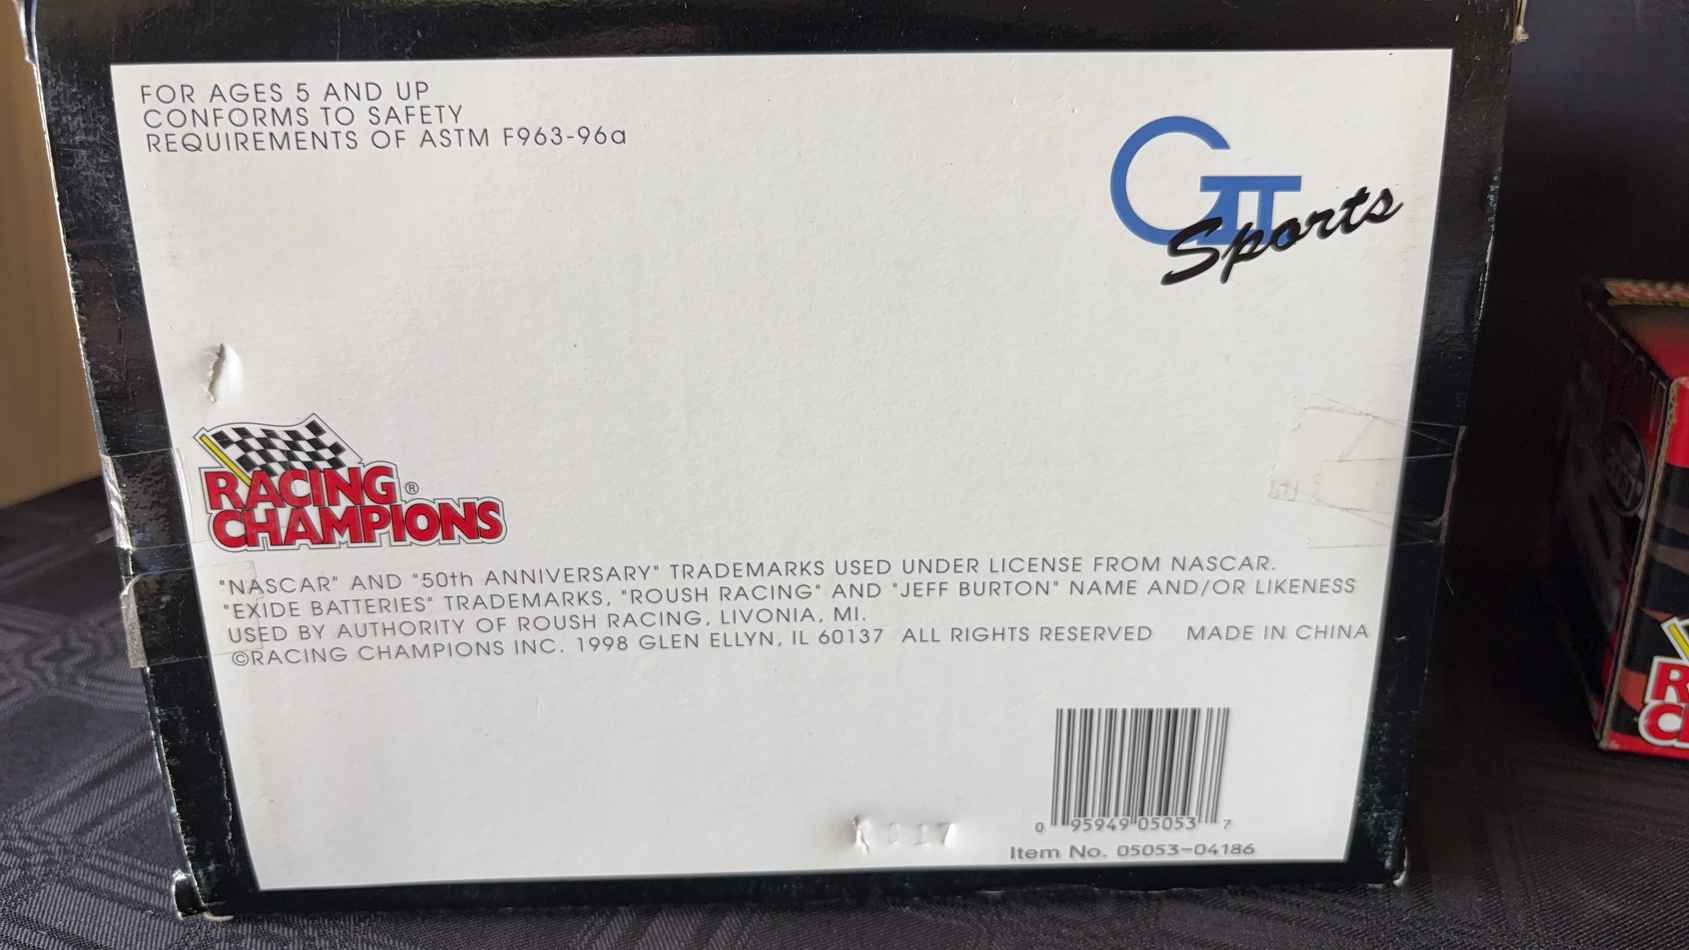 FOR AGES 5 AND UP
CONFORMS TO SAFETY
REQUIREMENTS OF ASTM F963-96a
GT
Sports
RACING ®
CHAMPIONS
"NASCAR" AND "50th ANNIVERSARY" TRADEMARKS USED UNDER LICENSE FROM NASCAR.
"EXIDE BATTERIES" TRADEMARKS, "ROUSH RACING" AND "JEFF BURTON" NAME AND/OR LIKENESS
USED BY AUTHORITY OF ROUSH RACING, LIVONIA, MI.
©RACING CHAMPIONS INC. 1998 GLEN ELLYN, IL 60137 ALL RIGHTS RESERVED MADE IN CHINA
0 95949 05053 7
Item No. 05053-04186